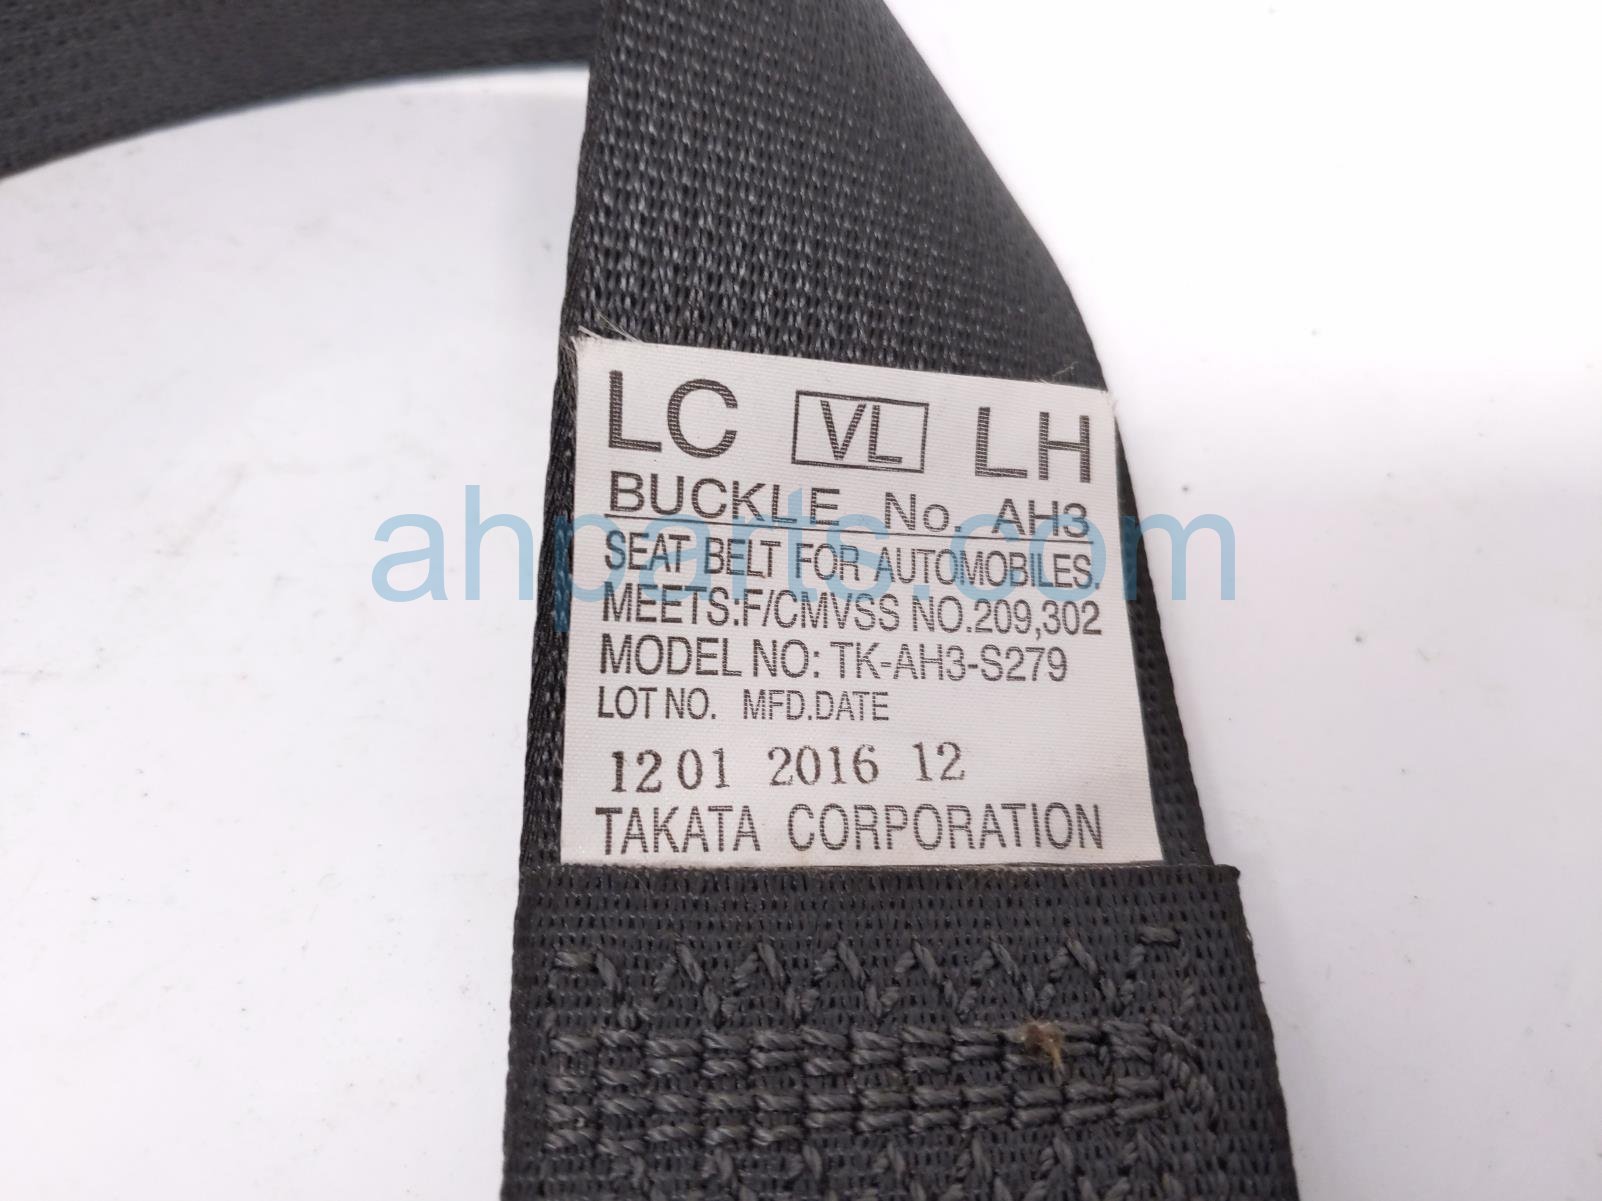 LC VL LH
BUCKLE No. AH3
SEAT BELT FOR AUTOMOBILES.
MEETS:F/CMVSS NO.209,302
MODEL NO: TK-AH3-S279
LOT NO. MFD.DATE
12 01 2016 12
TAKATA CORPORATION
ahparts.com